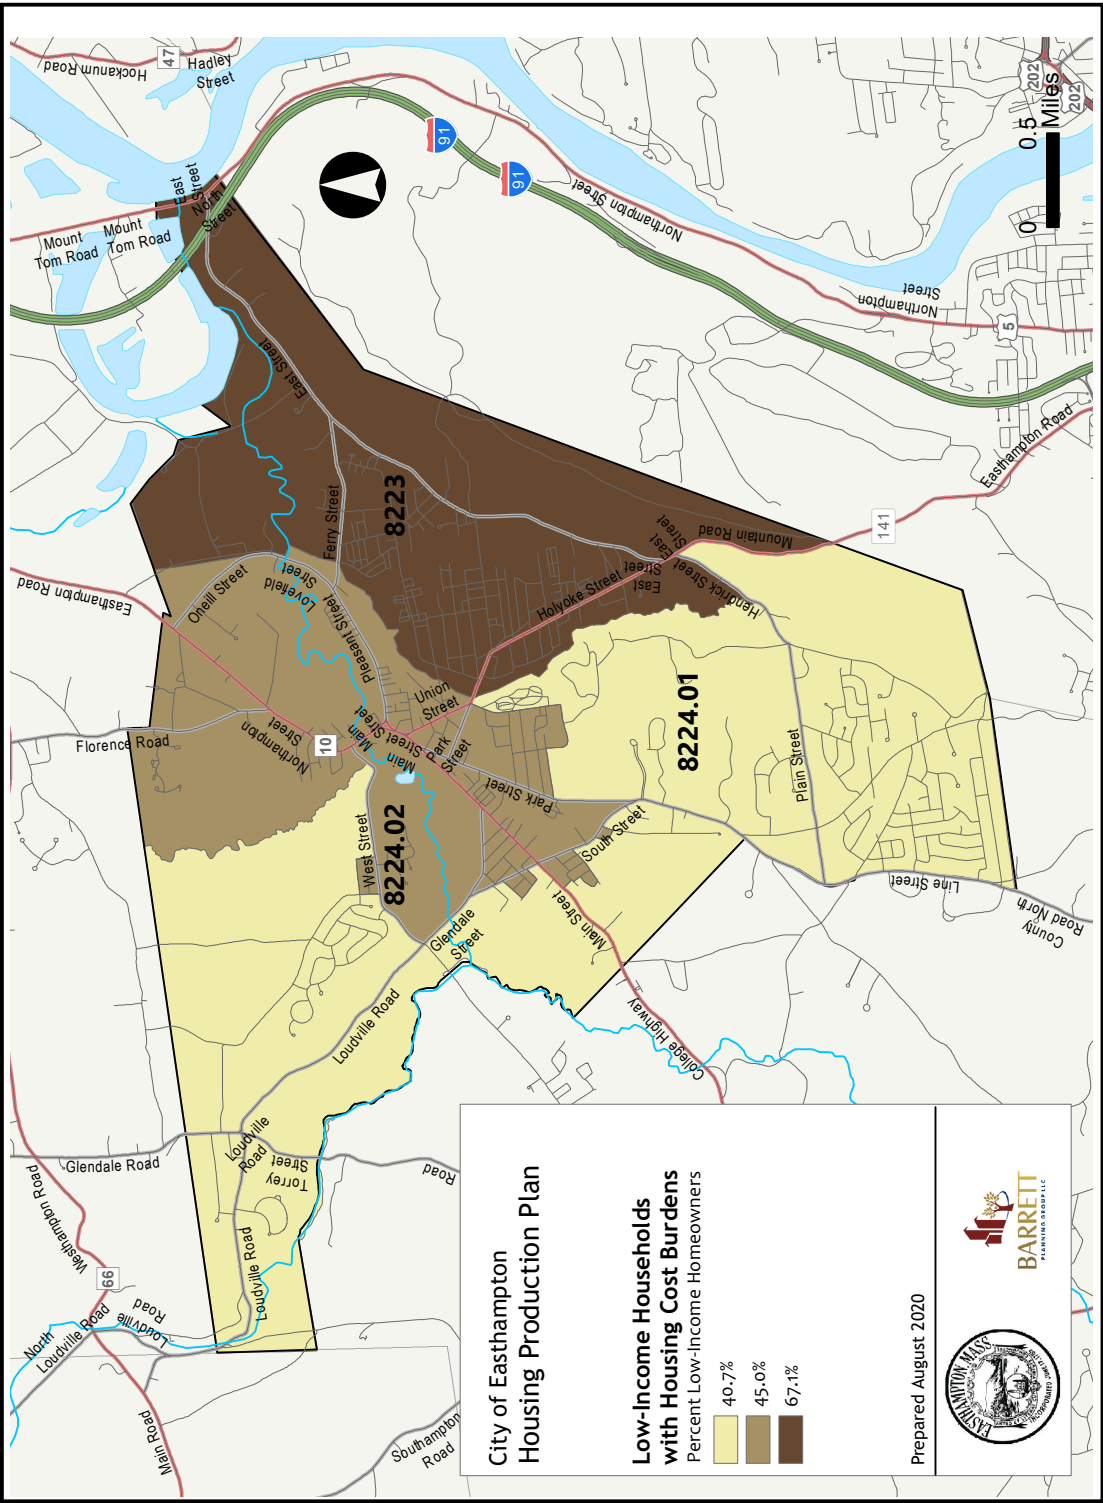 City of Easthampton
Housing Production Plan
Low-Income Households
with Housing Cost Burdens
Percent Low-Income Homeowners
40.7%
45.0%
67.1%
Prepared August 2020
EASTHAMPTON, MASS.
BARRETT
PLANNING GROUP LLC
8223
8224.01
8224.02
Hockanum Road
47
Hadley
Street
East
Street
North
Street
Mount
Tom Road
Mount
Tom Road
91
91
Northampton Street
Northampton
Street
5
202
202
0
0.5
Miles
Easthampton Road
141
Mountain Road
East Street
Ferry Street
Easthampton Road
Oneill Street
Lovefield
Street
Pleasant Street
Holyoke Street
East
Street
East
Street
Hendrick Street
Union
Street
Florence Road
Northampton
Street
10
Main
Street
Main
Street
Park
Street
Park Street
West Street
South Street
Plain Street
Line Street
County
Road North
Glendale
Street
Main Street
College Highway
Loudville Road
Loudville
Road
Torrey
Street
Road
Glendale Road
Westhampton Road
66
Loudville Road
North
Loudville Road
Loudville
Road
Main Road
Southampton
Road